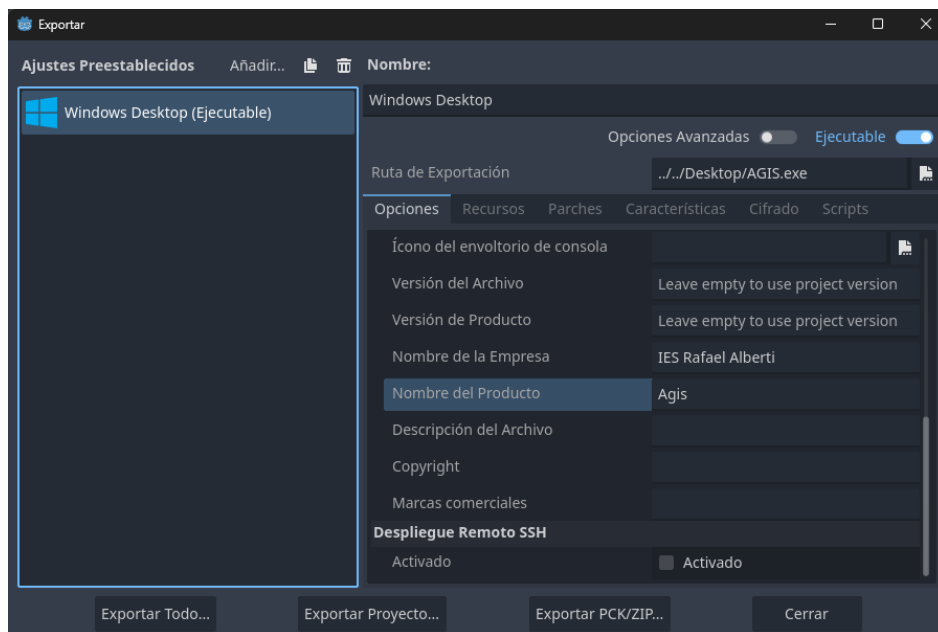 Exportar
Ajustes Preestablecidos Añadir... Nombre:
Windows Desktop (Ejecutable)
Windows Desktop
Opciones Avanzadas Ejecutable
Ruta de Exportación ../../Desktop/AGIS.exe
Opciones Recursos Parches Características Cifrado Scripts
Ícono del envoltorio de consola
Versión del Archivo Leave empty to use project version
Versión de Producto Leave empty to use project version
Nombre de la Empresa IES Rafael Alberti
Nombre del Producto Agis
Descripción del Archivo
Copyright
Marcas comerciales
Despliegue Remoto SSH
Activado Activado
Exportar Todo... Exportar Proyecto... Exportar PCK/ZIP... Cerrar